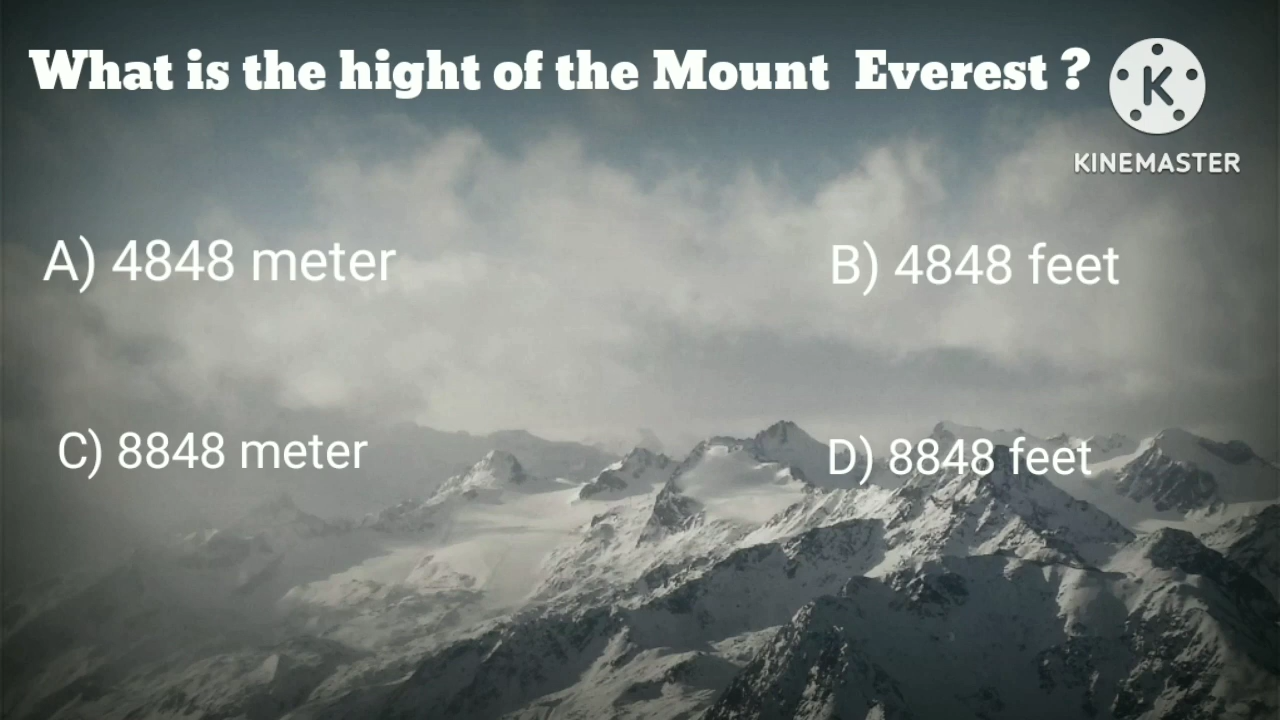 What is the hight of the Mount Everest ?
K
KINEMASTER
A) 4848 meter
B) 4848 feet
C) 8848 meter
D) 8848 feet